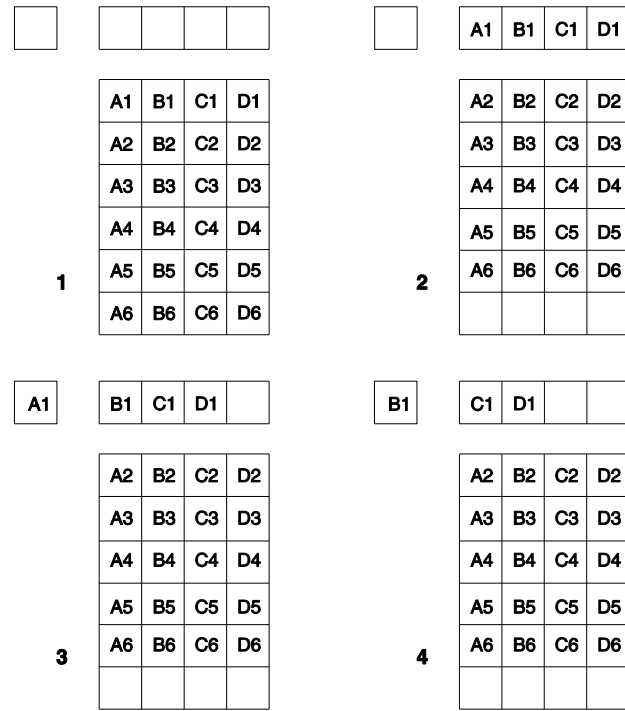 A1 B1 C1 D1
A2 B2 C2 D2
A3 B3 C3 D3
A4 B4 C4 D4
A5 B5 C5 D5
A6 B6 C6 D6
1
A1 B1 C1 D1
A2 B2 C2 D2
A3 B3 C3 D3
A4 B4 C4 D4
A5 B5 C5 D5
A6 B6 C6 D6
2
A1 B1 C1 D1
A2 B2 C2 D2
A3 B3 C3 D3
A4 B4 C4 D4
A5 B5 C5 D5
A6 B6 C6 D6
3
B1 C1 D1
A2 B2 C2 D2
A3 B3 C3 D3
A4 B4 C4 D4
A5 B5 C5 D5
A6 B6 C6 D6
4